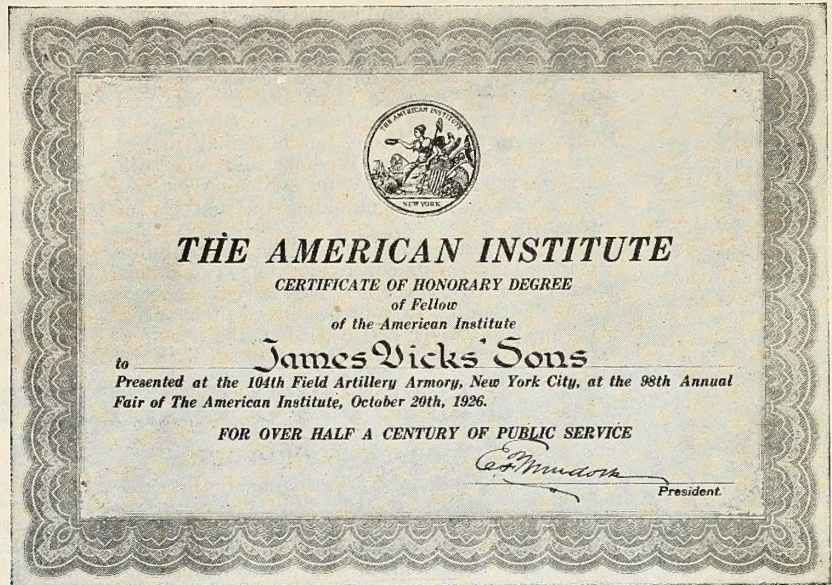 THE AMERICAN INSTITUTE
NEW YORK
THE AMERICAN INSTITUTE
CERTIFICATE OF HONORARY DEGREE
of Fellow
of the American Institute
to James Vicks' Sons
Presented at the 104th Field Artillery Armory, New York City, at the 98th Annual
Fair of The American Institute, October 20th, 1926.
FOR OVER HALF A CENTURY OF PUBLIC SERVICE
E F Murdock
President.